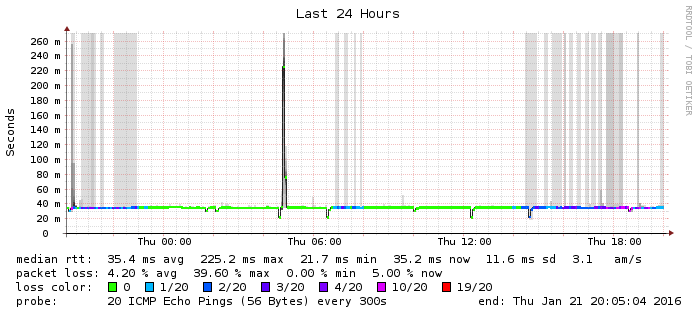 Last 24 Hours
RRDTOOL / TOBI OETIKER
Seconds
260 m
240 m
220 m
200 m
180 m
160 m
140 m
120 m
100 m
80 m
60 m
40 m
20 m
0
Thu 00:00 Thu 06:00 Thu 12:00 Thu 18:00
median rtt: 35.4 ms avg 225.2 ms max 21.7 ms min 35.2 ms now 11.6 ms sd 3.1 am/s
packet loss: 4.20 % avg 39.60 % max 0.00 % min 5.00 % now
loss color: 0 1/20 2/20 3/20 4/20 10/20 19/20
probe: 20 ICMP Echo Pings (56 Bytes) every 300s end: Thu Jan 21 20:05:04 2016